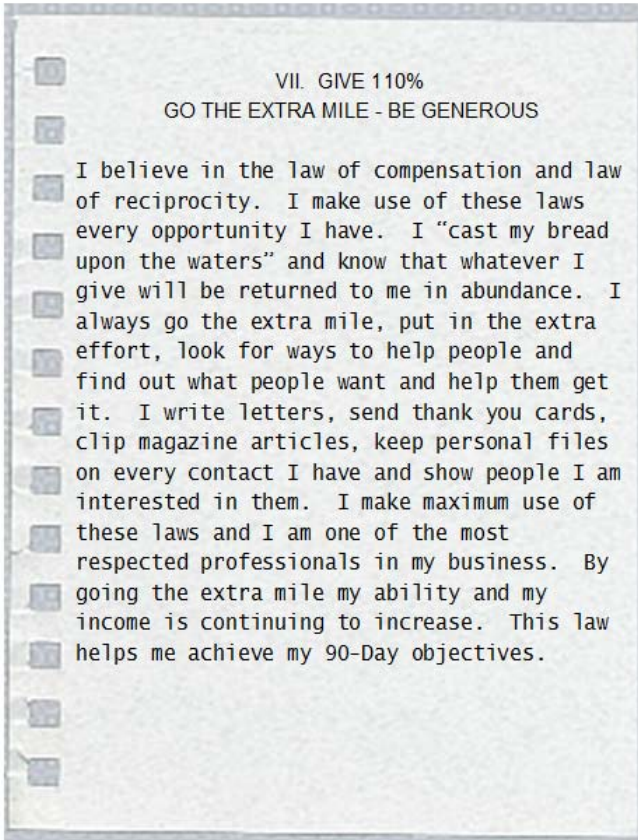 VII.  GIVE 110%
GO THE EXTRA MILE - BE GENEROUS
I believe in the law of compensation and law
of reciprocity.  I make use of these laws
every opportunity I have.  I “cast my bread
upon the waters” and know that whatever I
give will be returned to me in abundance.  I
always go the extra mile, put in the extra
effort, look for ways to help people and
find out what people want and help them get
it.  I write letters, send thank you cards,
clip magazine articles, keep personal files
on every contact I have and show people I am
interested in them.  I make maximum use of
these laws and I am one of the most
respected professionals in my business.  By
going the extra mile my ability and my
income is continuing to increase.  This law
helps me achieve my 90-Day objectives.